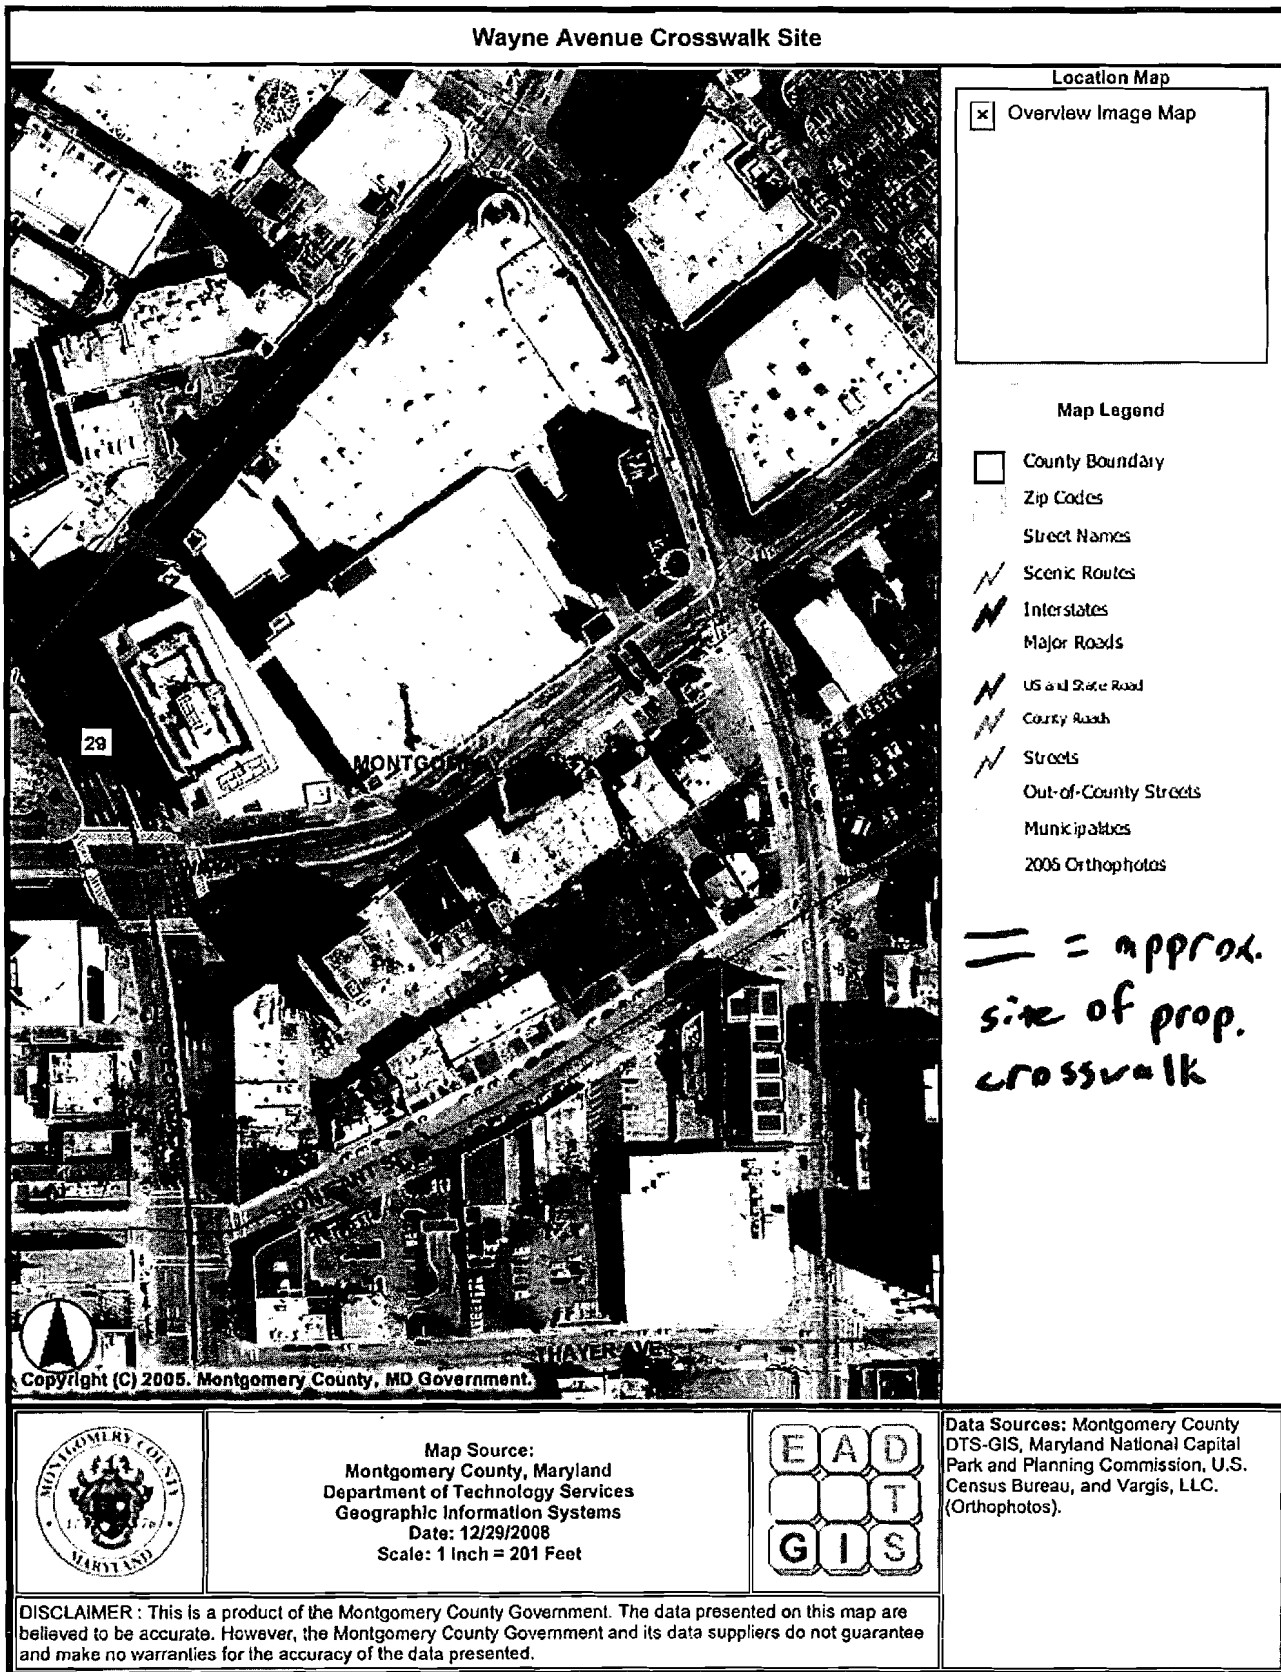 Wayne Avenue Crosswalk Site
Location Map
Overview Image Map
Map Legend
County Boundary
Zip Codes
Street Names
Scenic Routes
Interstates
Major Roads
US and State Road
County Roads
Streets
Out-of-County Streets
Municipalities
2005 Orthophotos
= approx.
site of prop.
crosswalk
29
MONTGOMERY
THAYER AVE
Copyright (C) 2005. Montgomery County, MD Government.
MONTGOMERY COUNTY
17 76
MARYLAND
Map Source:
Montgomery County, Maryland
Department of Technology Services
Geographic Information Systems
Date: 12/29/2008
Scale: 1 Inch = 201 Feet
E A D
T
G I S
Data Sources: Montgomery County
DTS-GIS, Maryland National Capital
Park and Planning Commission, U.S.
Census Bureau, and Vargis, LLC.
(Orthophotos).
DISCLAIMER : This is a product of the Montgomery County Government. The data presented on this map are
believed to be accurate. However, the Montgomery County Government and its data suppliers do not guarantee
and make no warranties for the accuracy of the data presented.